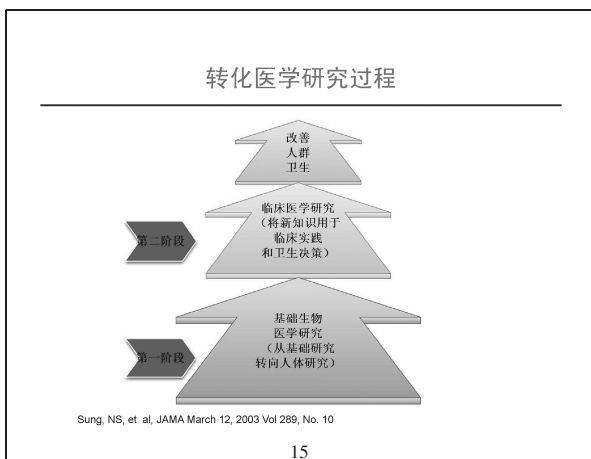 转化医学研究过程
改善
人群
卫生
临床医学研究
（将新知识用于
临床实践
和卫生决策）
第二阶段
基础生物
医学研究
（从基础研究
转向人体研究）
第一阶段
Sung, NS, et al, JAMA March 12, 2003 Vol 289, No. 10
15